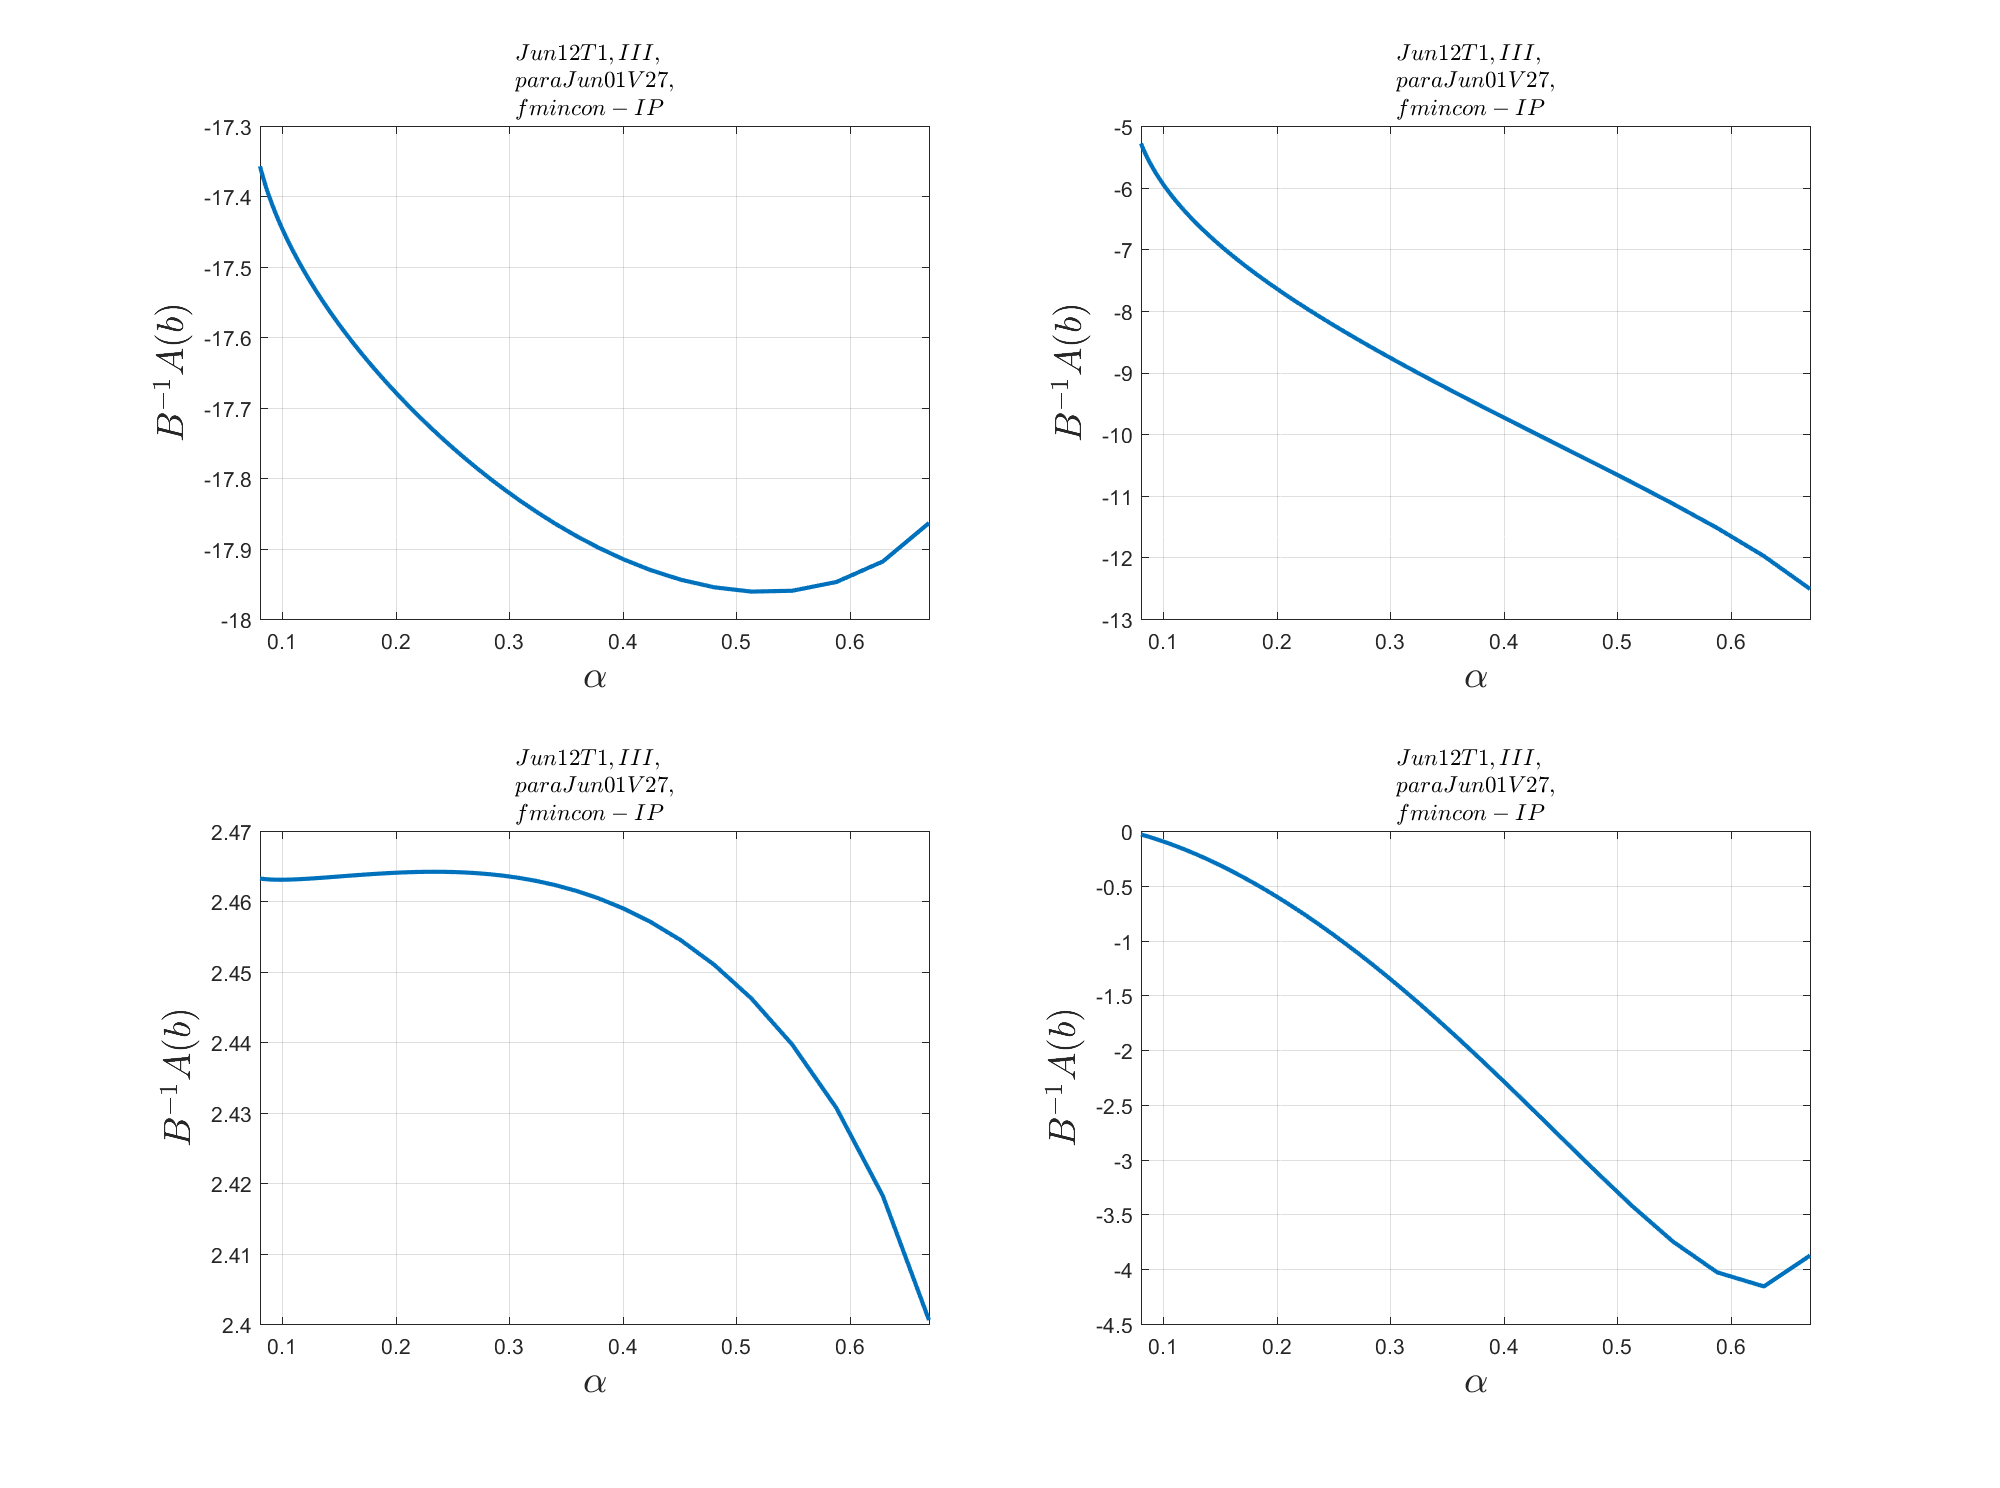 Jun12T1, III,
paraJun01V27,
fmincon − IP
-17.3
-17.4
-17.5
-17.6
-17.7
-17.8
-17.9
-18
B⁻¹A(b)
0.1 0.2 0.3 0.4 0.5 0.6
α
Jun12T1, III,
paraJun01V27,
fmincon − IP
-5
-6
-7
-8
-9
-10
-11
-12
-13
B⁻¹A(b)
0.1 0.2 0.3 0.4 0.5 0.6
α
Jun12T1, III,
paraJun01V27,
fmincon − IP
2.47
2.46
2.45
2.44
2.43
2.42
2.41
2.4
B⁻¹A(b)
0.1 0.2 0.3 0.4 0.5 0.6
α
Jun12T1, III,
paraJun01V27,
fmincon − IP
0
-0.5
-1
-1.5
-2
-2.5
-3
-3.5
-4
-4.5
B⁻¹A(b)
0.1 0.2 0.3 0.4 0.5 0.6
α